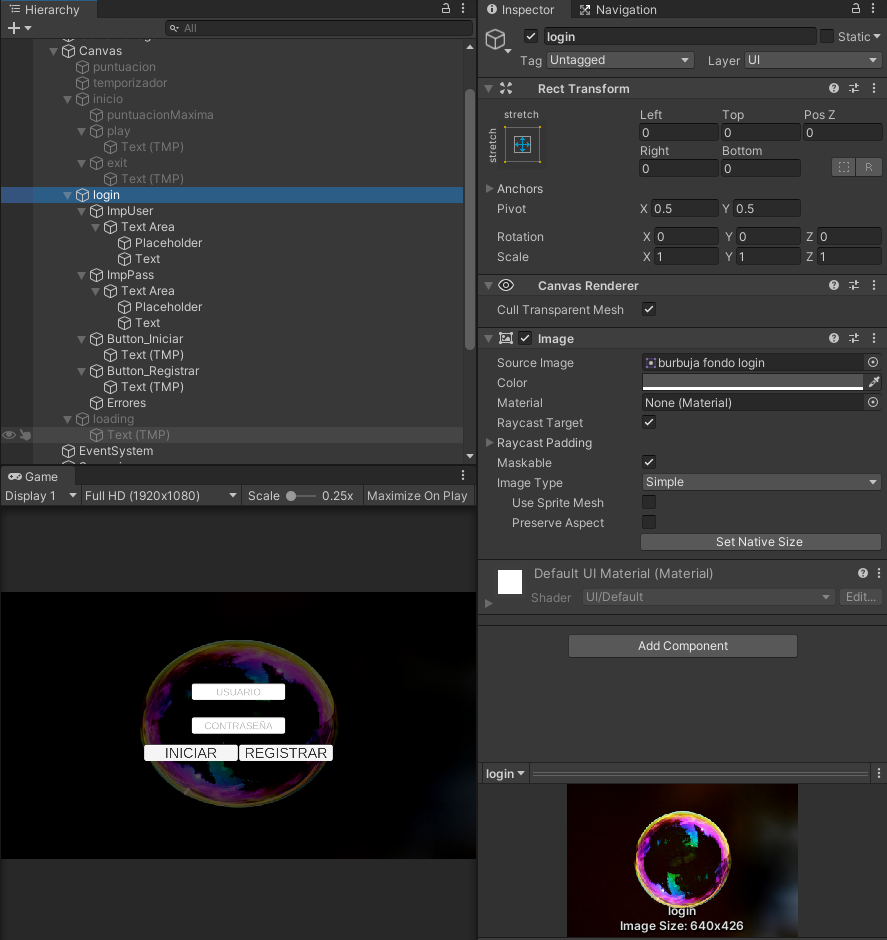 Hierarchy
All
Canvas
puntuacion
temporizador
inicio
puntuacionMaxima
play
Text (TMP)
exit
Text (TMP)
login
ImpUser
Text Area
Placeholder
Text
ImpPass
Text Area
Placeholder
Text
Button_Iniciar
Text (TMP)
Button_Registrar
Text (TMP)
Errores
loading
Text (TMP)
EventSystem
Game
Display 1 Full HD (1920x1080) Scale 0.25x Maximize On Play
USUARIO
CONTRASEÑA
INICIAR REGISTRAR
Inspector Navigation
login Static
Tag Untagged Layer UI
Rect Transform
stretch
stretch
Left Top Pos Z
0 0 0
Right Bottom
0 0 R
Anchors
Pivot X 0.5 Y 0.5
Rotation X 0 Y 0 Z 0
Scale X 1 Y 1 Z 1
Canvas Renderer
Cull Transparent Mesh
Image
Source Image burbuja fondo login
Color
Material None (Material)
Raycast Target
Raycast Padding
Maskable
Image Type Simple
Use Sprite Mesh
Preserve Aspect
Set Native Size
Default UI Material (Material)
Shader UI/Default Edit...
Add Component
login
login
Image Size: 640x426